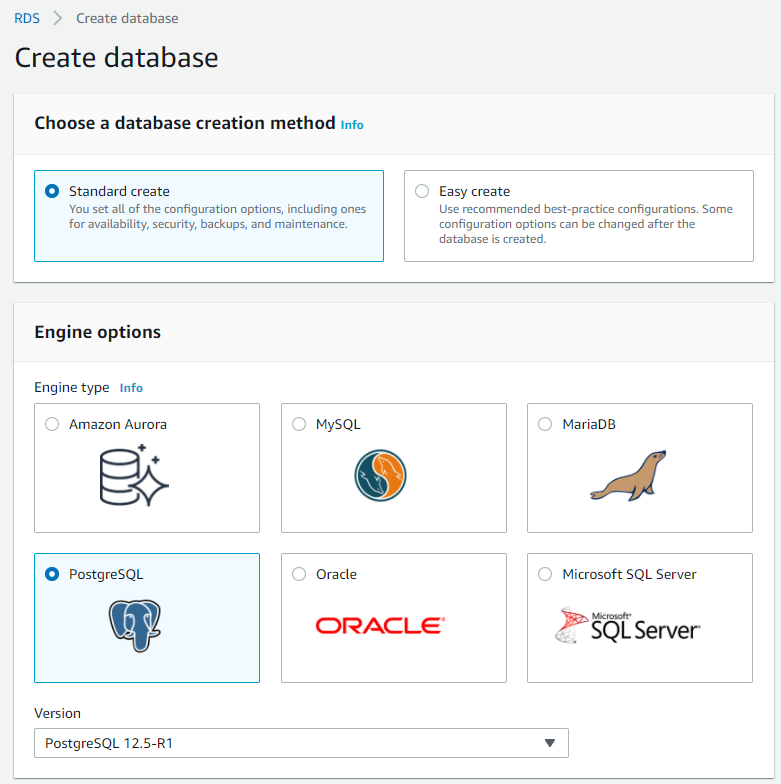 RDS > Create database
Create database
Choose a database creation method Info
Standard create
You set all of the configuration options, including ones
for availability, security, backups, and maintenance.
Easy create
Use recommended best-practice configurations. Some
configuration options can be changed after the
database is created.
Engine options
Engine type Info
Amazon Aurora
MySQL
MariaDB
PostgreSQL
Oracle
ORACLE®
Microsoft SQL Server
Microsoft®
SQL Server®
Version
PostgreSQL 12.5-R1